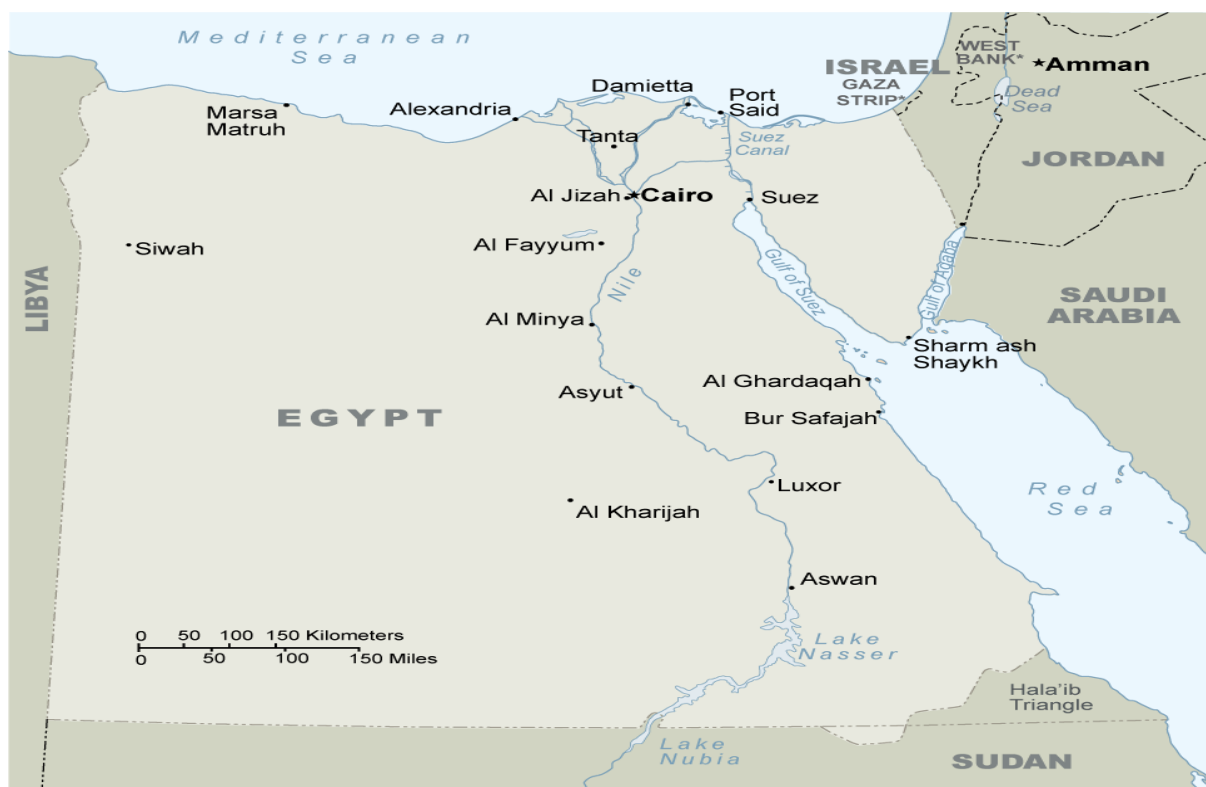 Mediterranean
Sea
Marsa
Matruh
Alexandria
Damietta
Port
Said
ISRAEL
GAZA
STRIP*
WEST
BANK*
Amman
Dead
Sea
Tanta
Suez
Canal
JORDAN
Al Jizah
Cairo
Suez
Siwah
Al Fayyum
LIBYA
Nile
Gulf of Suez
Gulf of Aqaba
SAUDI
ARABIA
Al Minya
Sharm ash
Shaykh
Asyut
Al Ghardaqah
EGYPT
Bur Safajah
Luxor
Red
Sea
Al Kharijah
Aswan
0 50 100 150 Kilometers
0 50 100 150 Miles
Lake
Nasser
Hala'ib
Triangle
Lake
Nubia
SUDAN